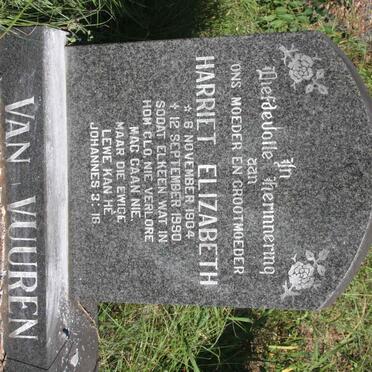 In
Liefdevolle Herinnering
aan
ONS MOEDER EN GROOTMOEDER
HARRIET ELIZABETH
☆ 6 NOVEMBER 1904
✝ 12 SEPTEMBER 1990
SODAT ELKEEN WAT IN
HOM GLO, NIE VERLORE
MAG GAAN NIE,
MAAR DIE EWIGE
LEWE KAN HÊ.
JOHANNES 3: 16
VAN VUUREN